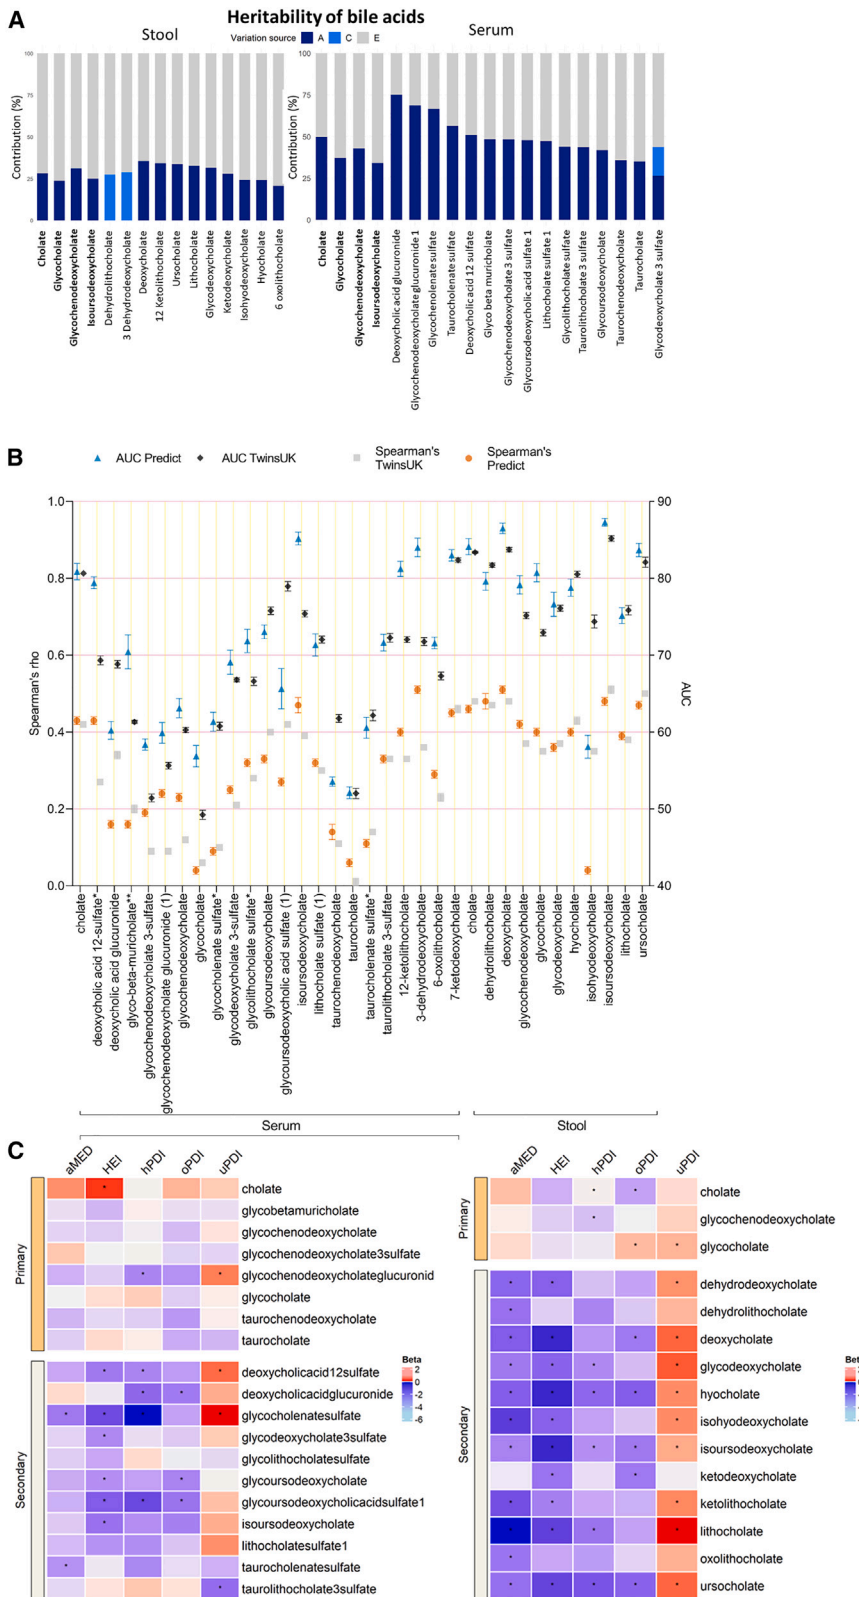 A
Heritability of bile acids
Stool
Serum
Variation source A C E
Contribution (%)
100
75
50
25
0
Cholate
Glycocholate
Glycochenodeoxycholate
Isoursodeoxycholate
Dehydrolithocholate
3 Dehydrodeoxycholate
Deoxycholate
12 Ketolithocholate
Ursocholate
Lithocholate
Glycodeoxycholate
Ketodeoxycholate
Isohyodeoxycholate
Hyocholate
6 oxolithocholate
Contribution (%)
100
75
50
25
0
Cholate
Glycocholate
Glycochenodeoxycholate
Isoursodeoxycholate
Deoxycholic acid glucuronide
Glycochenodeoxycholate glucuronide 1
Glycocholenate sulfate
Taurocholenate sulfate
Deoxycholic acid 12 sulfate
Glyco beta muricholate
Glycochenodeoxycholate 3 sulfate
Glycoursodeoxycholic acid sulfate 1
Lithocholate sulfate 1
Glycolithocholate sulfate
Taurolithocholate 3 sulfate
Glycoursodeoxycholate
Taurochenodeoxycholate
Taurocholate
Glycodeoxycholate 3 sulfate
B
AUC Predict
AUC TwinsUK
Spearman's TwinsUK
Spearman's Predict
Spearman's rho
1.0
0.8
0.6
0.4
0.2
0.0
90
80
70
60
50
40
AUC
cholate
deoxycholic acid 12-sulfate*
deoxycholic acid glucuronide
glyco-beta-muricholate**
glycochenodeoxycholate 3-sulfate
glycochenodeoxycholate glucuronide (1)
glycochenodeoxycholate
glycocholate
glycocholenate sulfate*
glycodeoxycholate 3-sulfate
glycolithocholate sulfate*
glycoursodeoxycholate
glycoursodeoxycholic acid sulfate (1)
isoursodeoxycholate
lithocholate sulfate (1)
taurochenodeoxycholate
taurocholate
taurocholenate sulfate*
taurolithocholate 3-sulfate
12-ketolithocholate
3-dehydrodeoxycholate
6-oxolithocholate
7-ketodeoxycholate
cholate
dehydrolithocholate
deoxycholate
glycochenodeoxycholate
glycocholate
glycodeoxycholate
hyocholate
isohyodeoxycholate
isoursodeoxycholate
lithocholate
ursocholate
Serum
Stool
C
aMED
HEI
hPDI
oPDI
uPDI
Primary
cholate
glycobetamuricholate
glycochenodeoxycholate
glycochenodeoxycholate3sulfate
glycochenodeoxycholateglucuronid
glycocholate
taurochenodeoxycholate
taurocholate
Secondary
deoxycholicacid12sulfate
deoxycholicacidglucuronide
glycocholenatesulfate
glycodeoxycholate3sulfate
glycolithocholatesulfate
glycoursodeoxycholate
glycoursodeoxycholicacidsulfate1
isoursodeoxycholate
lithocholatesulfate1
taurocholenatesulfate
taurolithocholate3sulfate
Beta
2
0
-2
-4
-6
aMED
HEI
hPDI
oPDI
uPDI
Primary
cholate
glycochenodeoxycholate
glycocholate
Secondary
dehydrodeoxycholate
dehydrolithocholate
deoxycholate
glycodeoxycholate
hyocholate
isohyodeoxycholate
isoursodeoxycholate
ketodeoxycholate
ketolithocholate
lithocholate
oxolithocholate
ursocholate